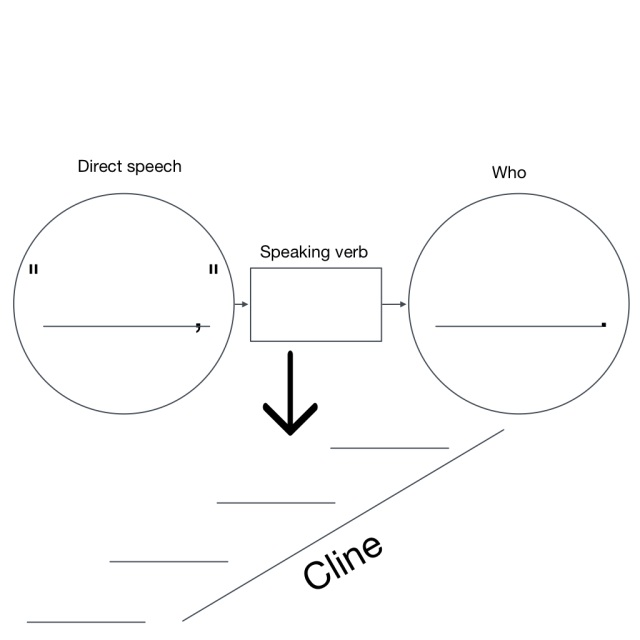 Direct speech
Who
Speaking verb
" "
,
.
Cline